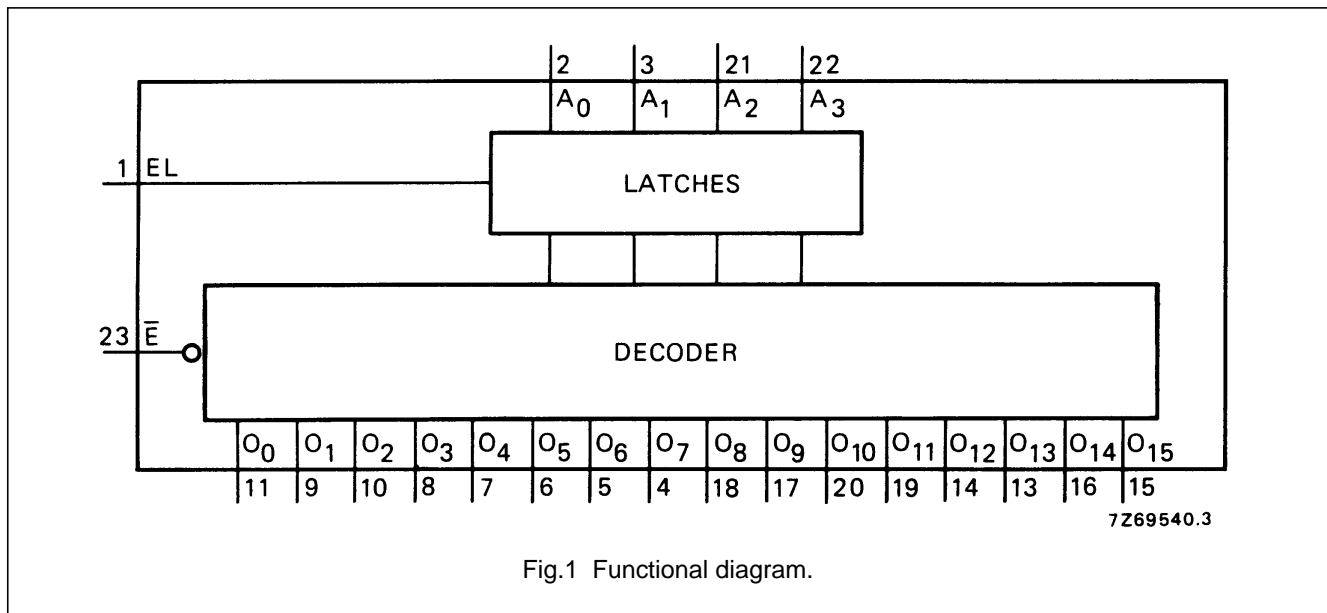 2 3 21 22
A0 A1 A2 A3
1 EL
LATCHES
23 E̅
DECODER
O0 O1 O2 O3 O4 O5 O6 O7 O8 O9 O10 O11 O12 O13 O14 O15
11 9 10 8 7 6 5 4 18 17 20 19 14 13 16 15
7Z69540.3
Fig.1 Functional diagram.